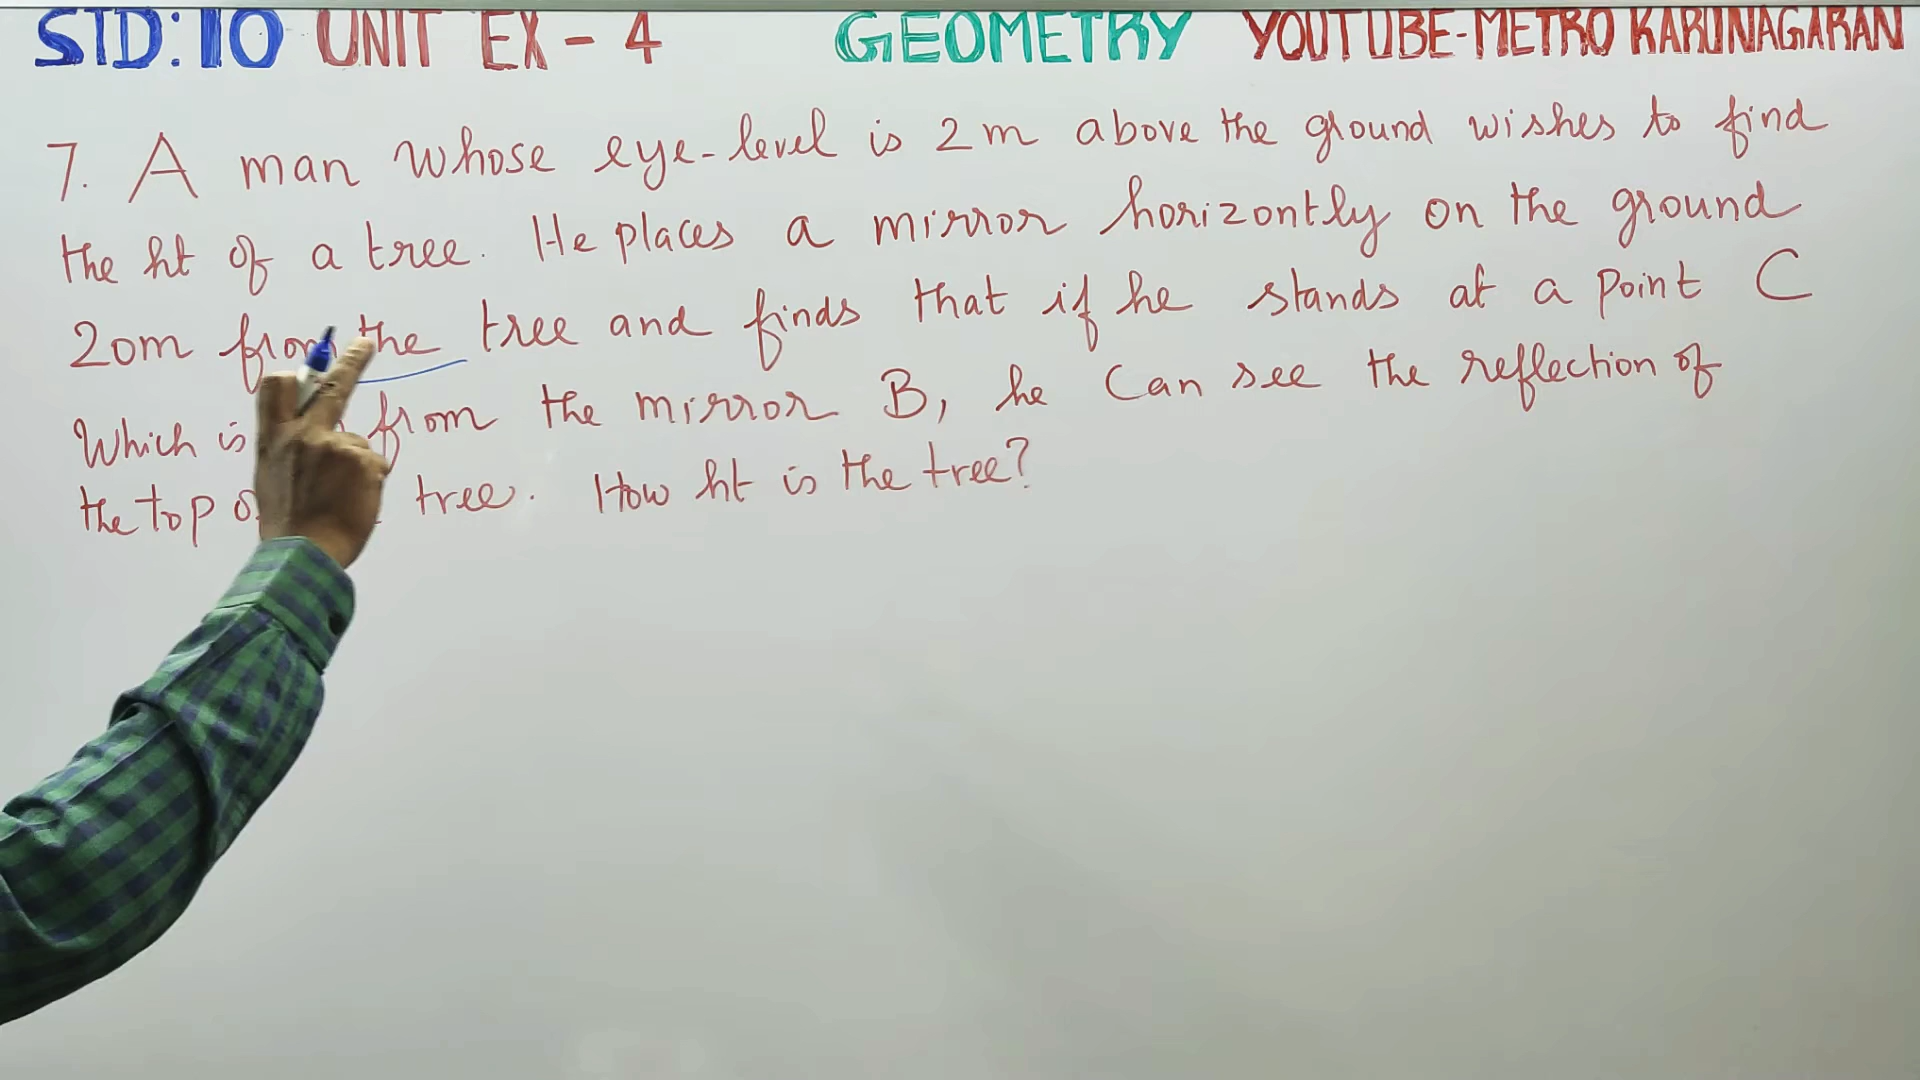 STD:10 UNIT EX-4 GEOMETRY YOUTUBE-METRO KARUNAGARAN
7. A man whose eye-level is 2m above the ground wishes to find
the ht of a tree. He places a mirror horizontly on the ground
20m from the tree and finds that if he stands at a point C
Which is from the mirror B, he Can see the reflection of
the top tree. How ht is the tree?